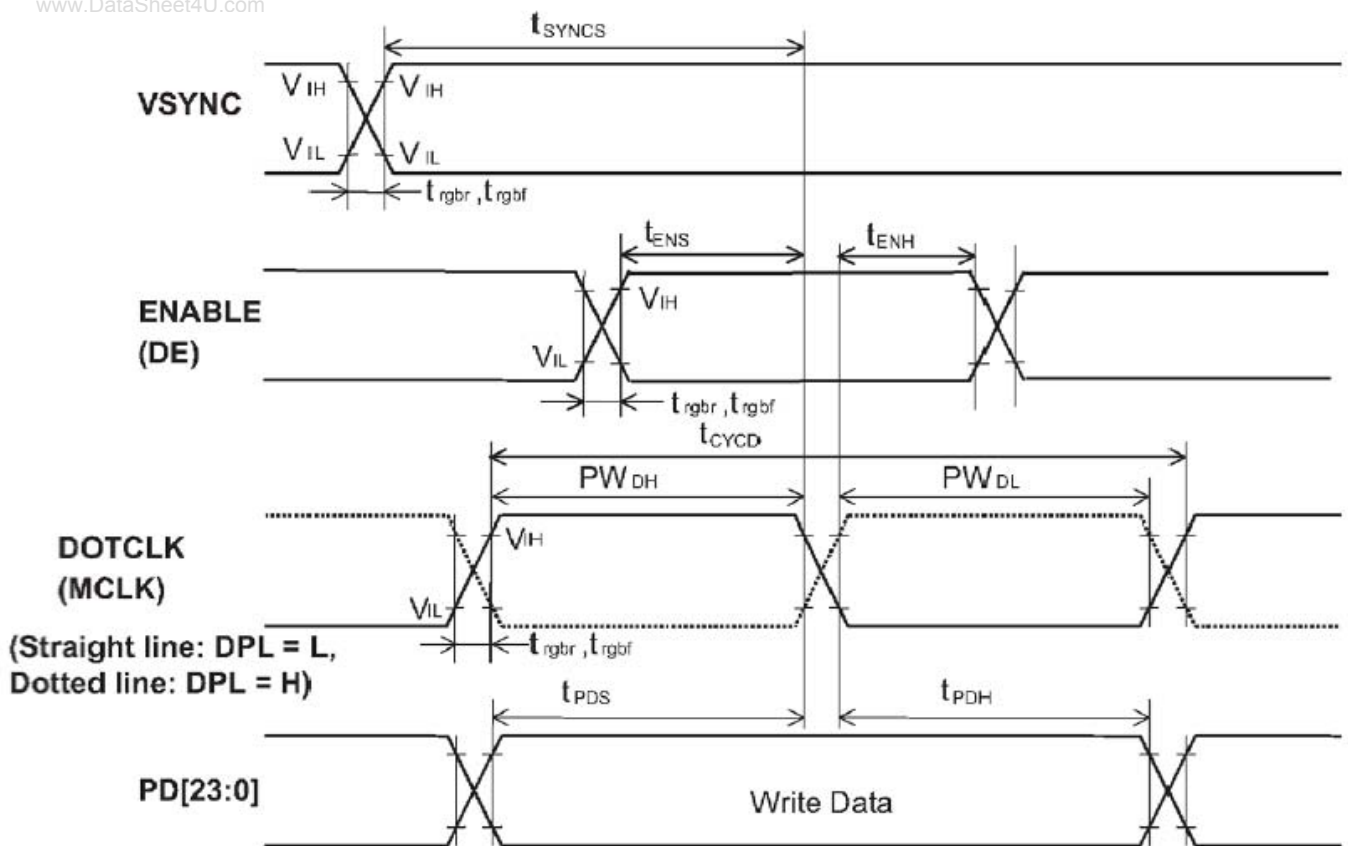 www.DataSheet4U.com
tSYNCS
VSYNC
VIH
VIH
VIL
VIL
trgbr ,trgbf
tENS
tENH
ENABLE
(DE)
VIH
VIL
trgbr ,trgbf
tCYCD
PWDH
PWDL
DOTCLK
(MCLK)
VIH
VIL
(Straight line: DPL = L,
Dotted line: DPL = H)
trgbr ,trgbf
tPDS
tPDH
PD[23:0]
Write Data